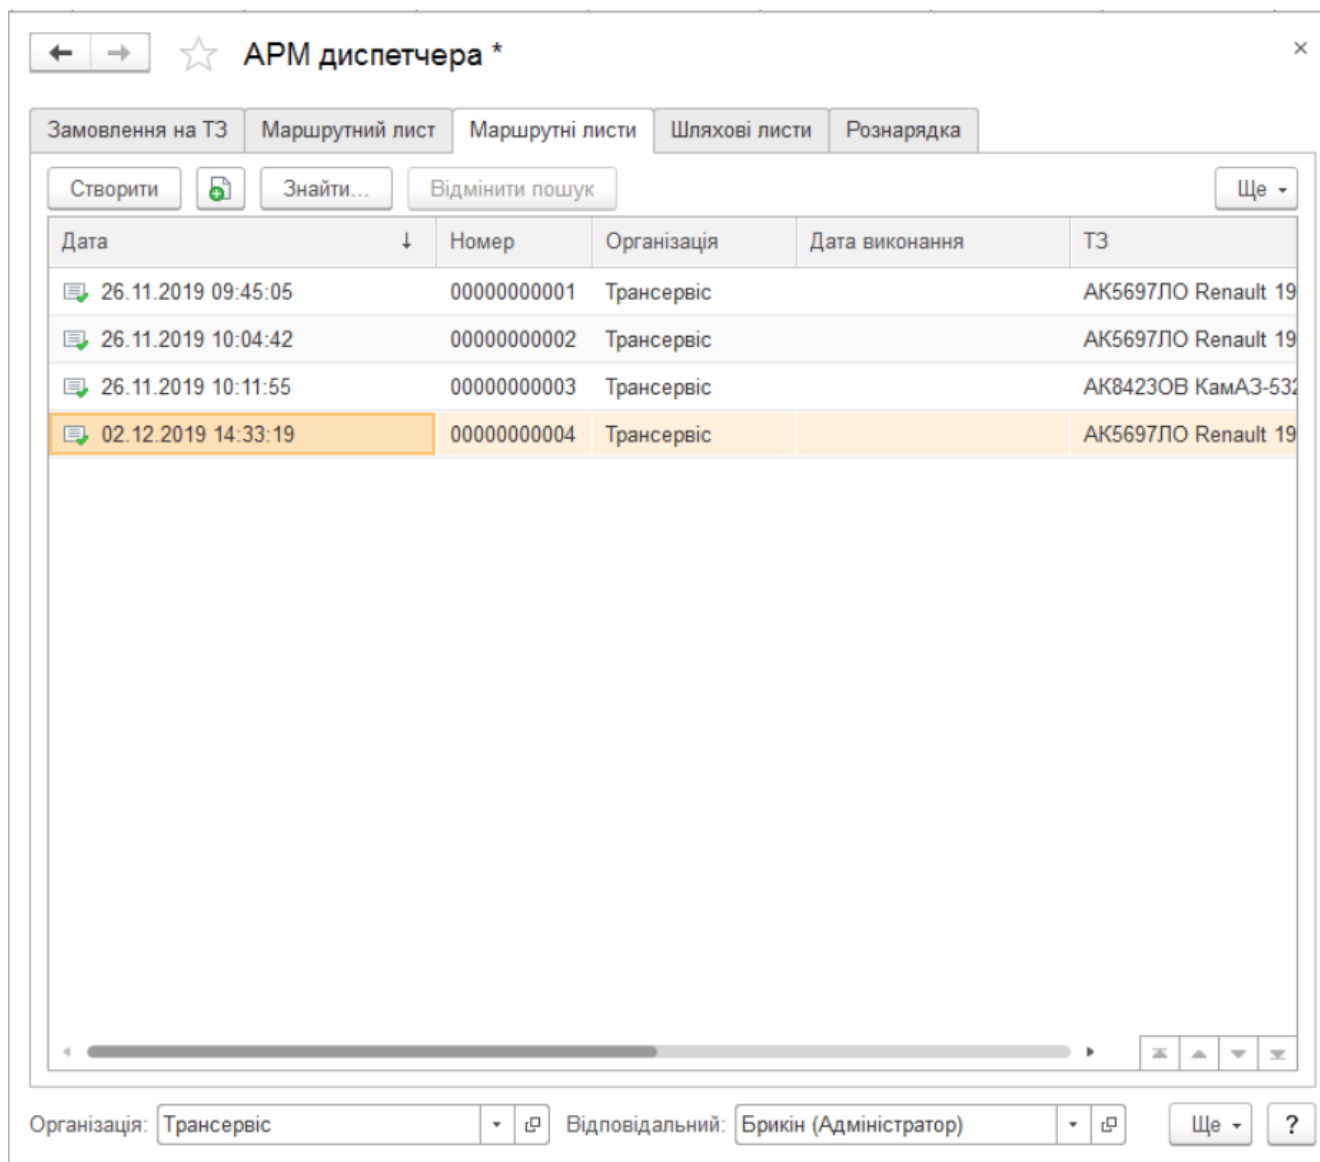 АРМ диспетчера *
Замовлення на ТЗ Маршрутний лист Маршрутні листи Шляхові листи Рознарядка
Створити Знайти... Відмінити пошук Ще
Дата Номер Організація Дата виконання ТЗ
26.11.2019 09:45:05 00000000001 Трансервіс АК5697ЛО Renault 19
26.11.2019 10:04:42 00000000002 Трансервіс АК5697ЛО Renault 19
26.11.2019 10:11:55 00000000003 Трансервіс АК8423ОВ КамАЗ-532
02.12.2019 14:33:19 00000000004 Трансервіс АК5697ЛО Renault 19
Організація: Трансервіс Відповідальний: Брикін (Адміністратор) Ще ?